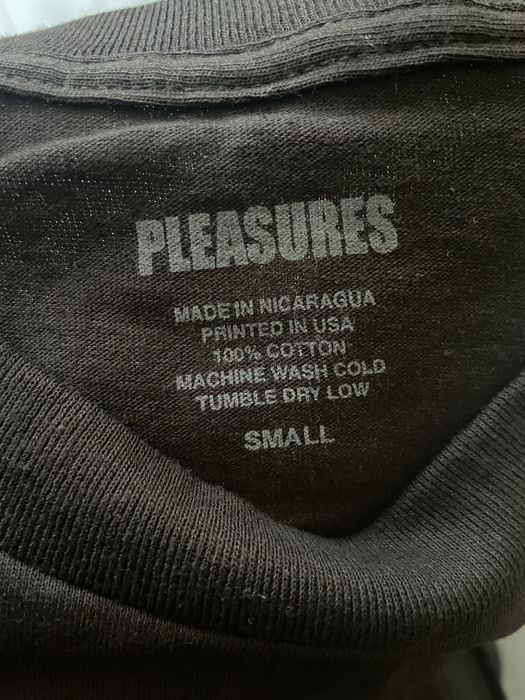 PLEASURES
MADE IN NICARAGUA
PRINTED IN USA
100% COTTON
MACHINE WASH COLD
TUMBLE DRY LOW
SMALL